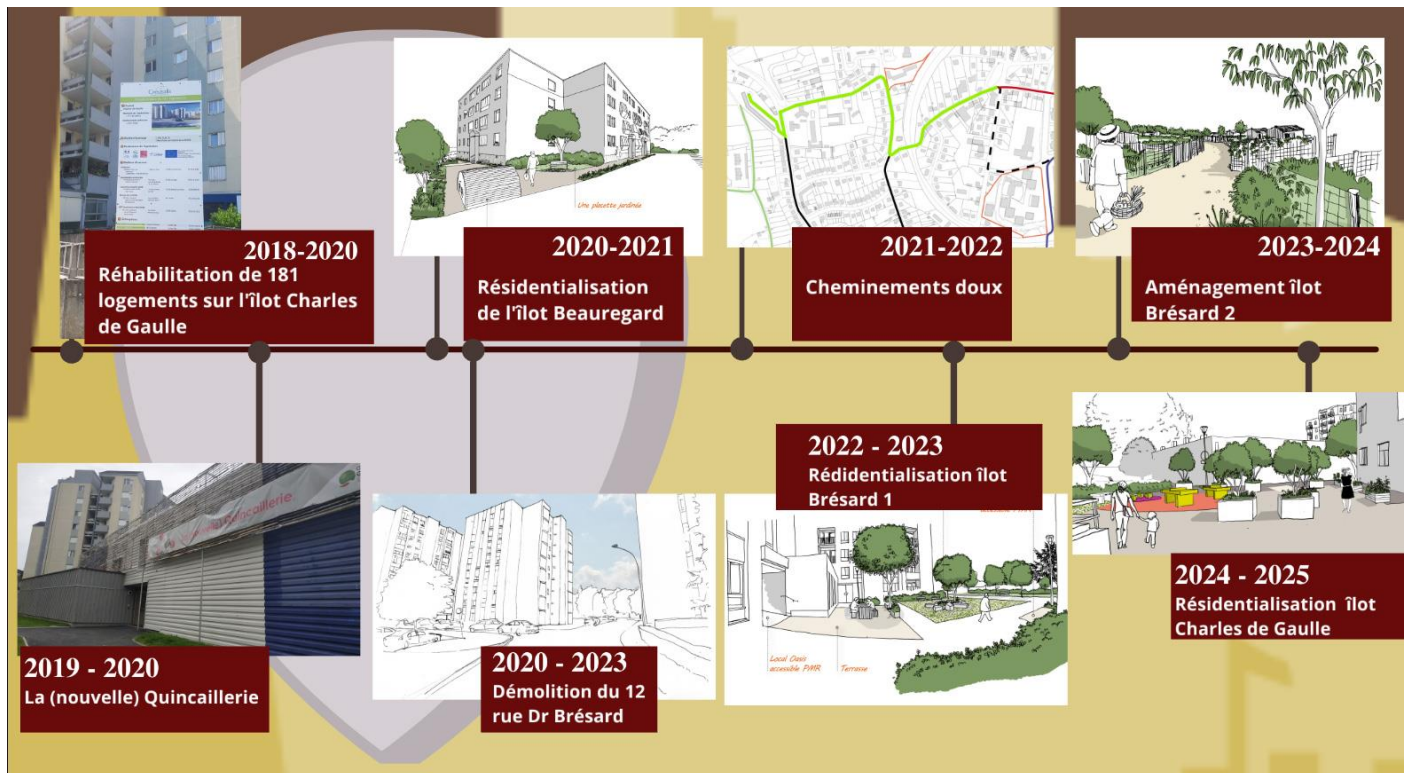 2018-2020
Réhabilitation de 181
logements sur l'îlot Charles
de Gaulle
Une placette jardinée
2020-2021
Résidentialisation
de l'îlot Beauregard
2021-2022
Cheminements doux
2023-2024
Aménagement îlot
Brésard 2
Quincaillerie
2019 - 2020
La (nouvelle) Quincaillerie
2020 - 2023
Démolition du 12
rue Dr Brésard
2022 - 2023
Rédidentialisation îlot
Brésard 1
Local Oasis
accessible PMR
Terrasse
2024 - 2025
Résidentialisation îlot
Charles de Gaulle